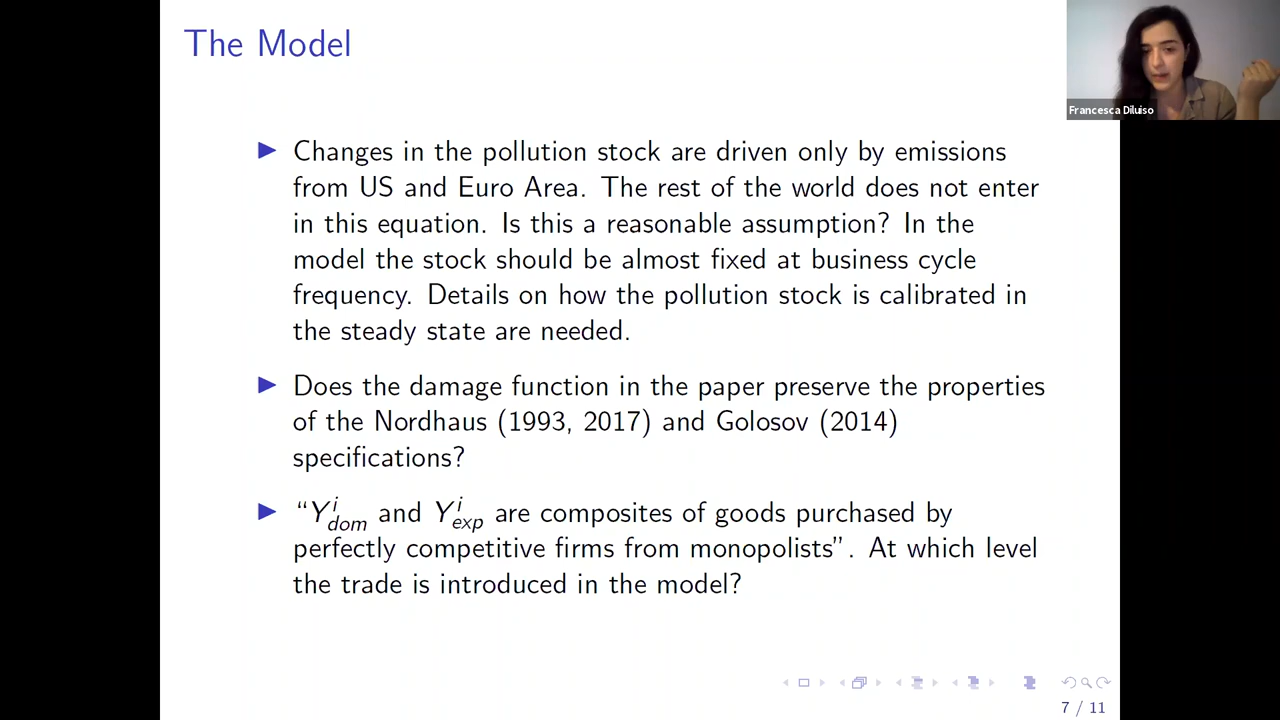 The Model
Francesca Diluiso
▶ Changes in the pollution stock are driven only by emissions
from US and Euro Area. The rest of the world does not enter
in this equation. Is this a reasonable assumption? In the
model the stock should be almost fixed at business cycle
frequency. Details on how the pollution stock is calibrated in
the steady state are needed.
▶ Does the damage function in the paper preserve the properties
of the Nordhaus (1993, 2017) and Golosov (2014)
specifications?
▶ “Y^i_dom and Y^i_exp are composites of goods purchased by
perfectly competitive firms from monopolists”. At which level
the trade is introduced in the model?
7 / 11